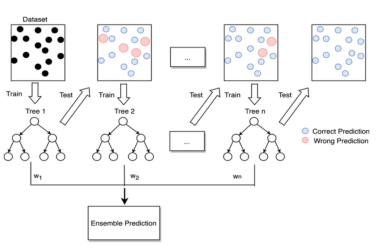 Dataset
...
Train
Test
Train
Test
Train
Test
Tree 1
Tree 2
Tree n
...
Correct Prediction
Wrong Prediction
w1
w2
wn
Ensemble Prediction